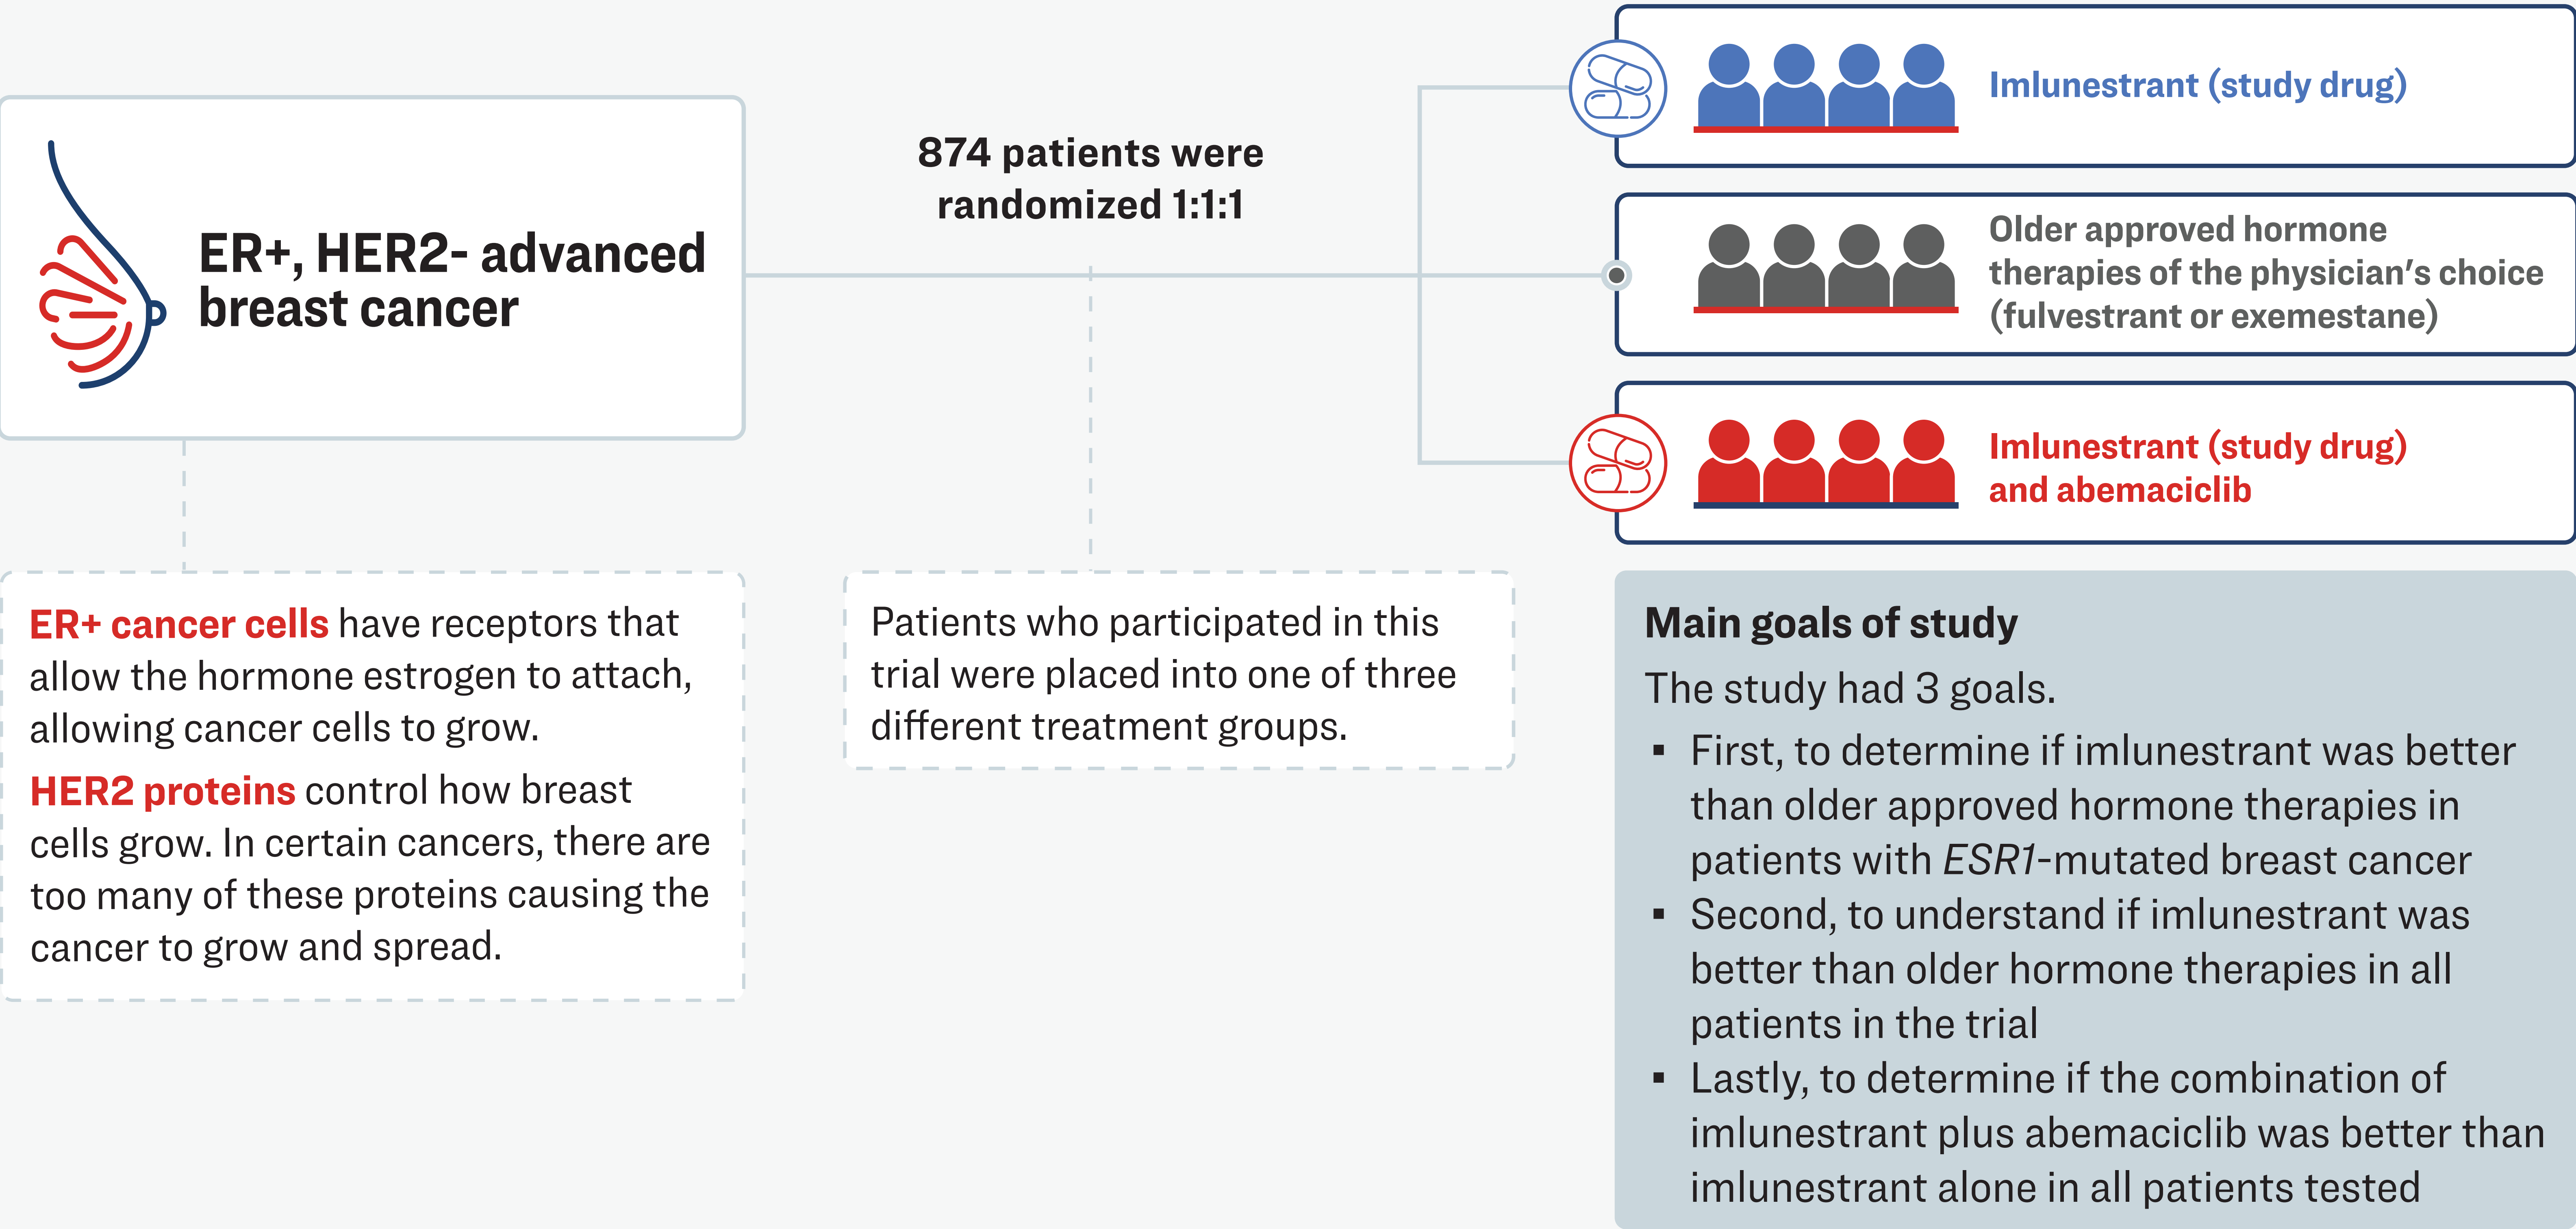 ER+, HER2- advanced
breast cancer
874 patients were
randomized 1:1:1
Imlunestrant (study drug)
Older approved hormone
therapies of the physician’s choice
(fulvestrant or exemestane)
Imlunestrant (study drug)
and abemaciclib
ER+ cancer cells have receptors that
allow the hormone estrogen to attach,
allowing cancer cells to grow.
HER2 proteins control how breast
cells grow. In certain cancers, there are
too many of these proteins causing the
cancer to grow and spread.
Patients who participated in this
trial were placed into one of three
different treatment groups.
Main goals of study
The study had 3 goals.
▪ First, to determine if imlunestrant was better
than older approved hormone therapies in
patients with ESR1-mutated breast cancer
▪ Second, to understand if imlunestrant was
better than older hormone therapies in all
patients in the trial
▪ Lastly, to determine if the combination of
imlunestrant plus abemaciclib was better than
imlunestrant alone in all patients tested